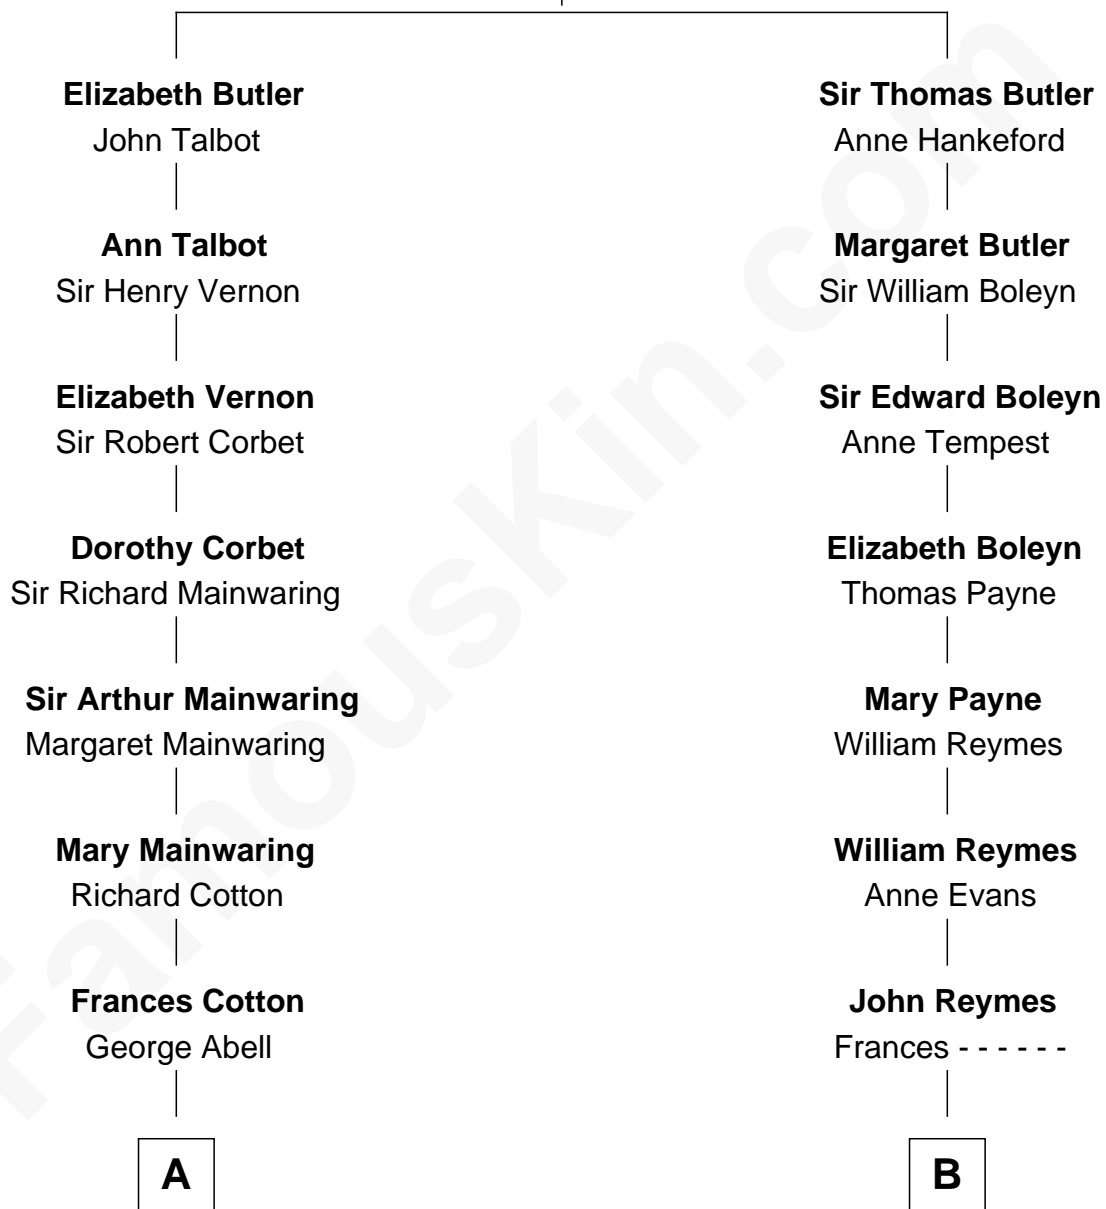 Elizabeth Butler
John Talbot
Ann Talbot
Sir Henry Vernon
Elizabeth Vernon
Sir Robert Corbet
Dorothy Corbet
Sir Richard Mainwaring
Sir Arthur Mainwaring
Margaret Mainwaring
Mary Mainwaring
Richard Cotton
Frances Cotton
George Abell
A
Sir Thomas Butler
Anne Hankeford
Margaret Butler
Sir William Boleyn
Sir Edward Boleyn
Anne Tempest
Elizabeth Boleyn
Thomas Payne
Mary Payne
William Reymes
William Reymes
Anne Evans
John Reymes
Frances - - - - - -
B
FamousKin.com